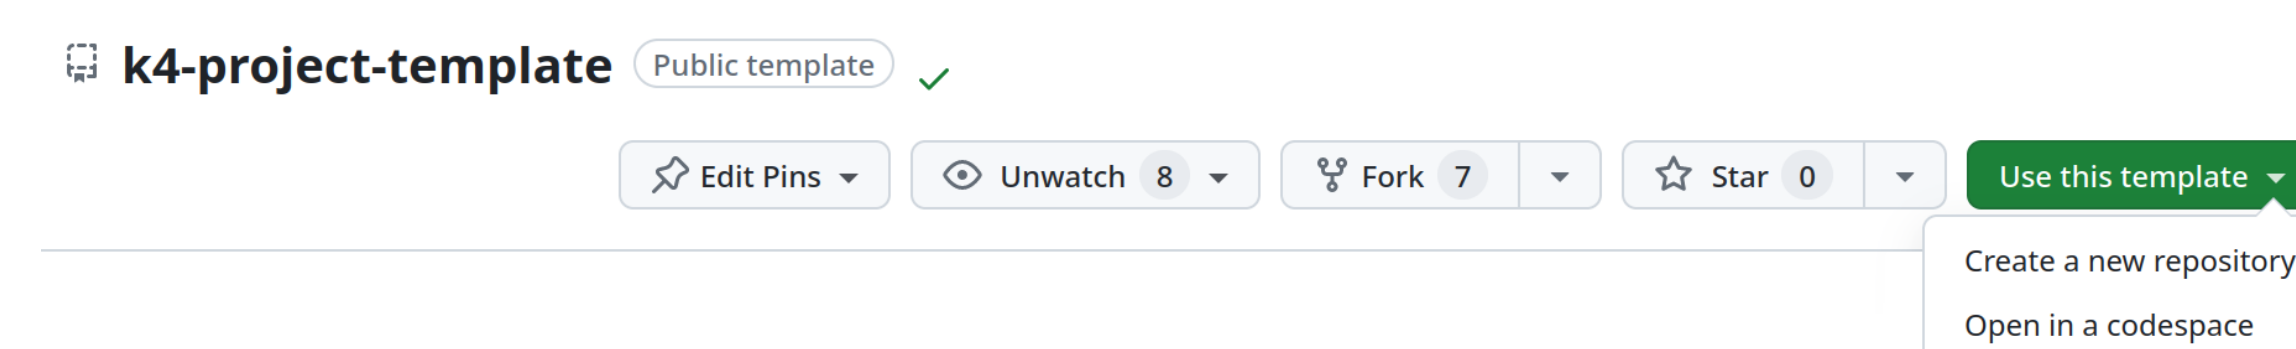 k4-project-template Public template
Edit Pins Unwatch 8 Fork 7 Star 0 Use this template
Create a new repository
Open in a codespace